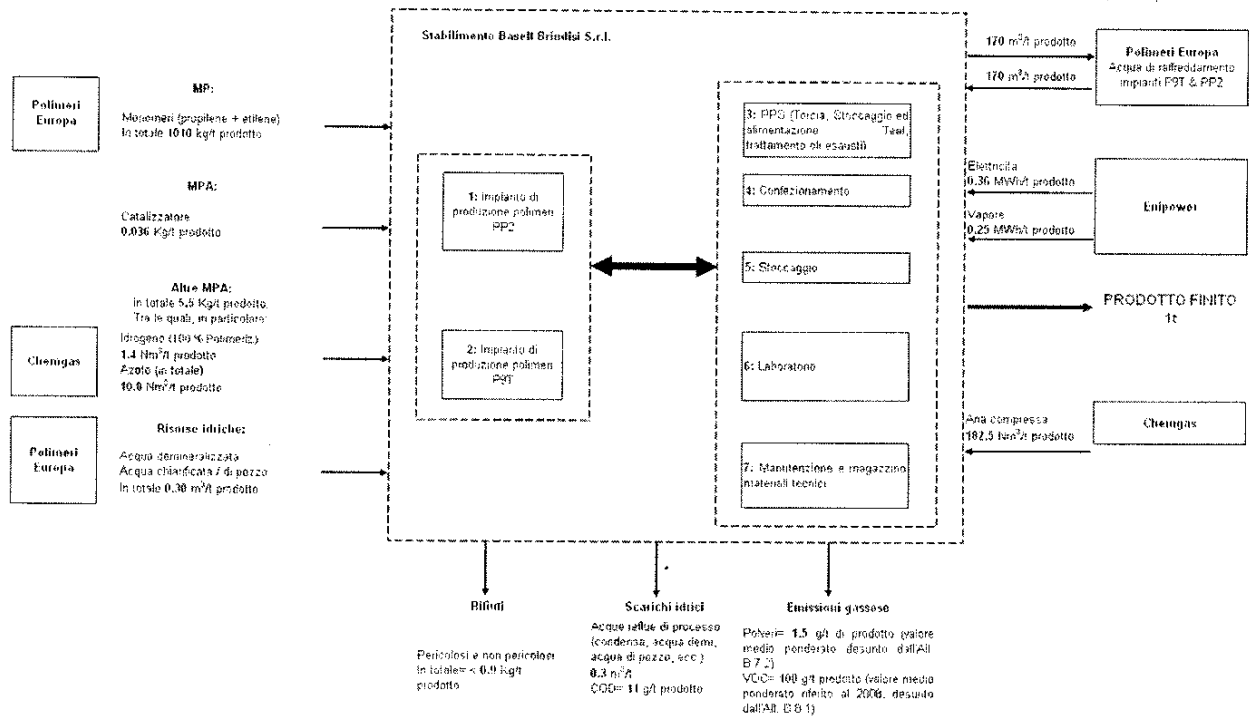 Stabilimento Basell Brindisi S.r.l.
Polimeri
Europa
MP:
Monomeri (propilene + etilene)
In totale 1010 kg/t prodotto
MPA:
Catalizzatore
0.036 Kg/t prodotto
Altre MPA:
in totale 5.5 Kg/t prodotto.
Tra le quali, in particolare:
Chemgas
Idrogeno (100 % Polimeriz.)
1.4 Nm³/t prodotto
Azoto (in totale)
10.0 Nm³/t prodotto
Polimeri
Europa
Risorse idriche:
Acqua demineralizzata
Acqua chiarificata / di pozzo
In totale 0.30 m³/t prodotto
1: Impianto di
produzione polimeri
PP2
2: Impianto di
produzione polimeri
P9T
3: PPG (Torcia, Stoccaggio ed
alimentazione Teal,
trattamento oli esausti)
4: Confezionamento
5: Stoccaggio
6: Laboratorio
7: Manutenzione e magazzino
materiali tecnici
170 m³/t prodotto
170 m³/t prodotto
Polimeri Europa
Acqua di raffreddamento
impianti P9T & PP2
Elettricità
0.36 MWh/t prodotto
Vapore
0.25 MWh/t prodotto
Enipower
PRODOTTO FINITO
1t
Aria compressa
182.5 Nm³/t prodotto
Chemgas
Rifiuti
Pericolosi e non pericolosi
In totale= < 0.9 Kg/t
prodotto
Scarichi idrici
Acque reflue di processo
(condensa, acqua demi,
acqua di pozzo, ecc.)
0.3 m³/t
COD= 11 g/t prodotto
Emissioni gassose
Polveri= 1.5 g/t di prodotto (valore
medio ponderato desunto dall'All.
B.7.2)
VOC= 100 g/t prodotto (valore medio
ponderato riferito al 2006, desunto
dall'All. B.8.1)